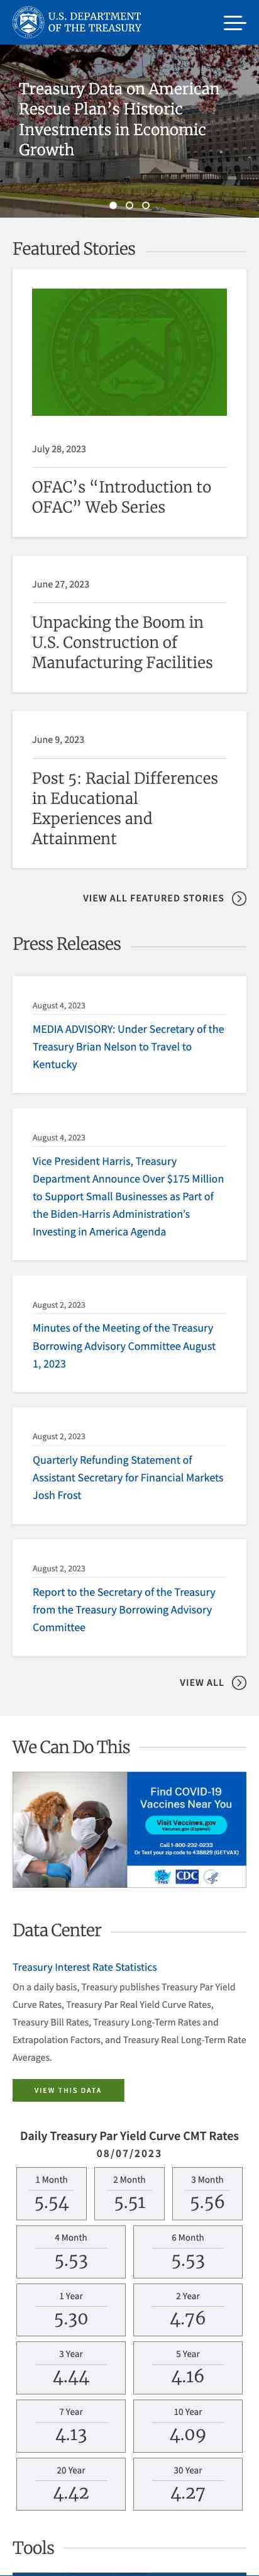 U.S. DEPARTMENT
OF THE TREASURY
Treasury Data on American
Rescue Plan's Historic
Investments in Economic
Growth
Featured Stories
July 28, 2023
OFAC's “Introduction to
OFAC” Web Series
June 27, 2023
Unpacking the Boom in
U.S. Construction of
Manufacturing Facilities
June 9, 2023
Post 5: Racial Differences
in Educational
Experiences and
Attainment
VIEW ALL FEATURED STORIES
Press Releases
August 4, 2023
MEDIA ADVISORY: Under Secretary of the
Treasury Brian Nelson to Travel to
Kentucky
August 4, 2023
Vice President Harris, Treasury
Department Announce Over $175 Million
to Support Small Businesses as Part of
the Biden-Harris Administration's
Investing in America Agenda
August 2, 2023
Minutes of the Meeting of the Treasury
Borrowing Advisory Committee August
1, 2023
August 2, 2023
Quarterly Refunding Statement of
Assistant Secretary for Financial Markets
Josh Frost
August 2, 2023
Report to the Secretary of the Treasury
from the Treasury Borrowing Advisory
Committee
VIEW ALL
We Can Do This
Find COVID-19
Vaccines Near You
Visit Vaccines.gov
Call 1-800-232-0233
Or Text your zip code to 438829 (GETVAX)
CDC
Data Center
Treasury Interest Rate Statistics
On a daily basis, Treasury publishes Treasury Par Yield
Curve Rates, Treasury Par Real Yield Curve Rates,
Treasury Bill Rates, Treasury Long-Term Rates and
Extrapolation Factors, and Treasury Real Long-Term Rate
Averages.
VIEW THIS DATA
Daily Treasury Par Yield Curve CMT Rates
08/07/2023
1 Month 2 Month 3 Month
5.54 5.51 5.56
4 Month 6 Month
5.53 5.53
1 Year 2 Year
5.30 4.76
3 Year 5 Year
4.44 4.16
7 Year 10 Year
4.13 4.09
20 Year 30 Year
4.42 4.27
Tools